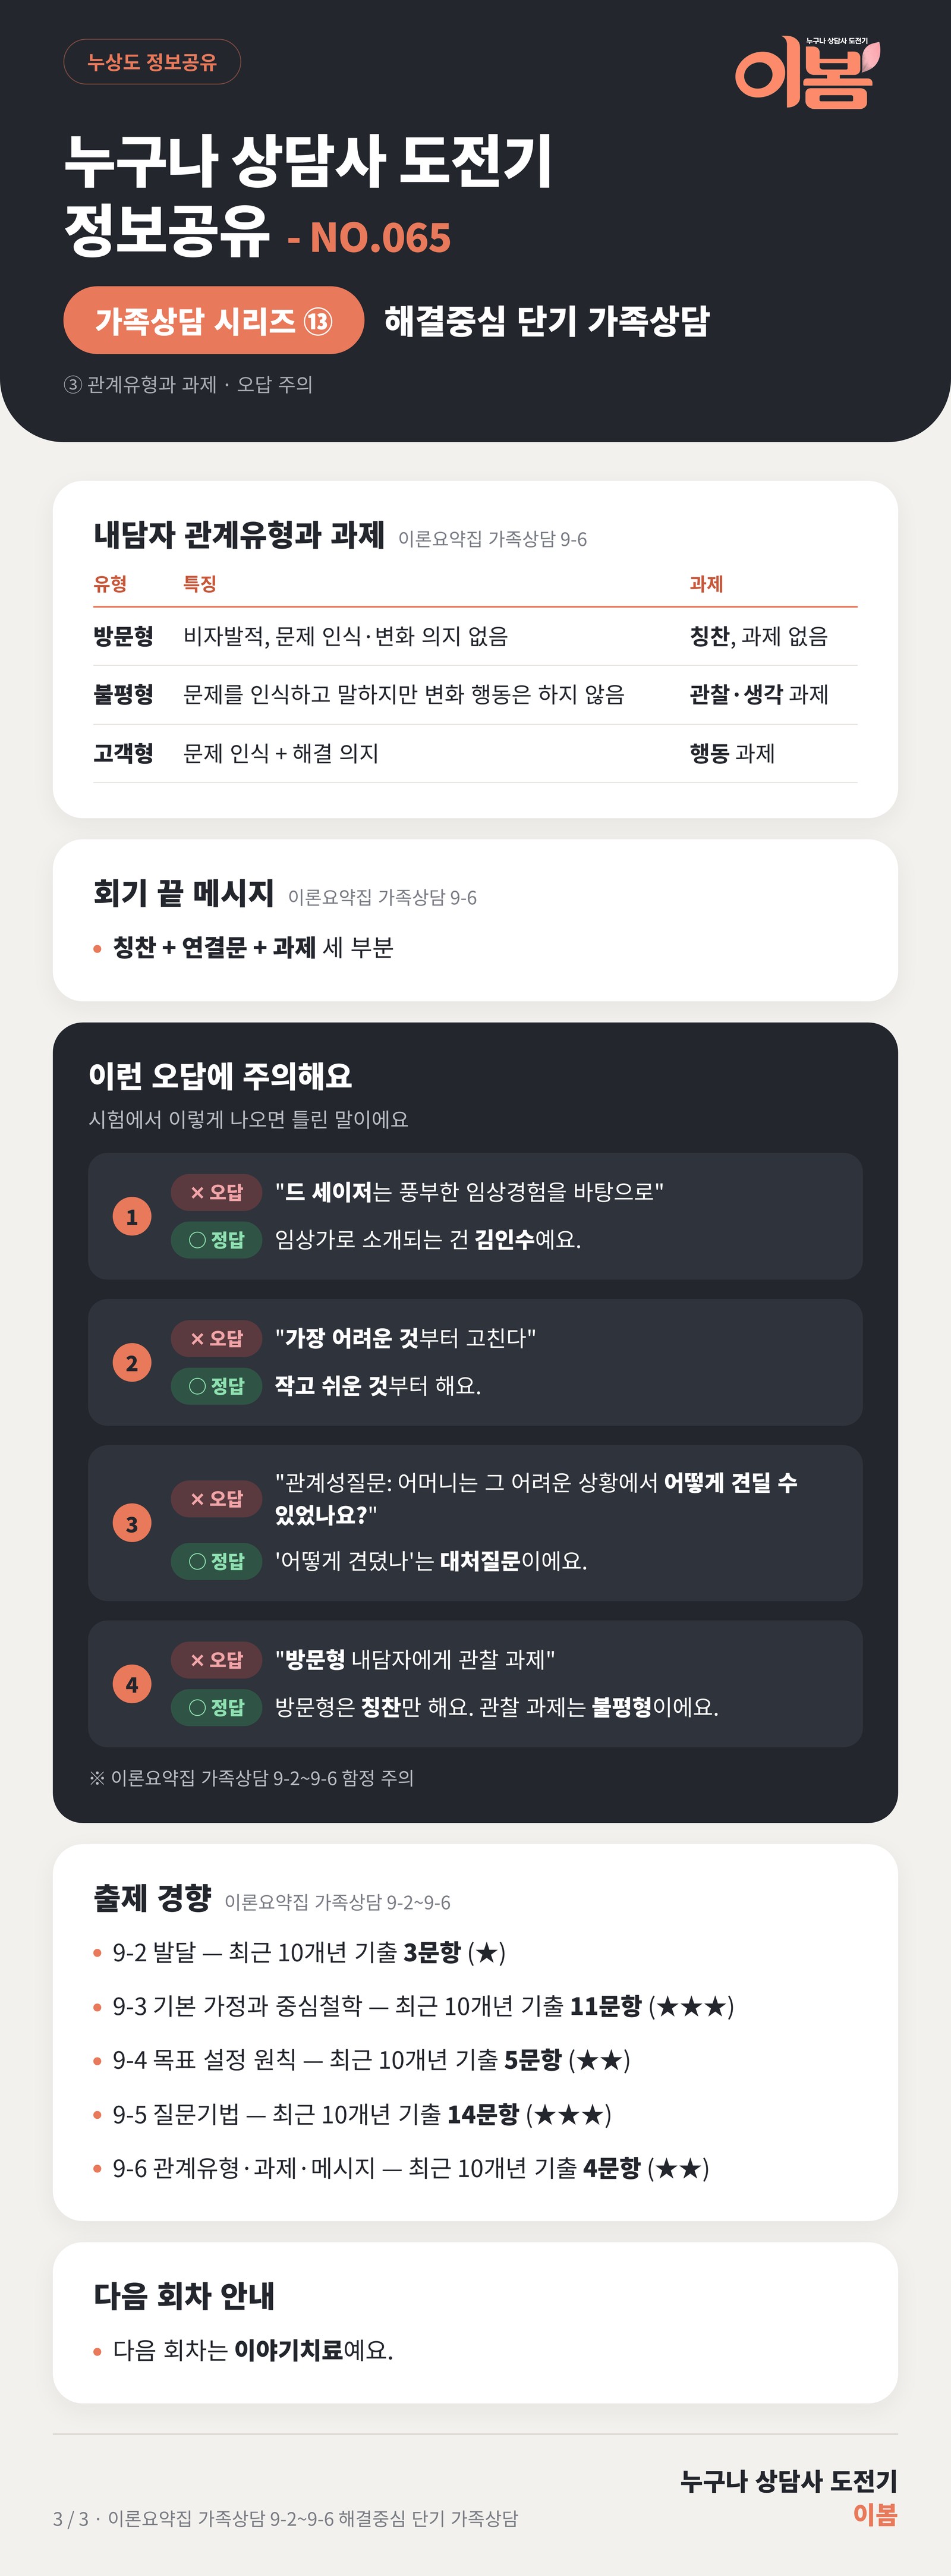 누상도 정보공유
누구나 상담사 도전기
이봄
누구나 상담사 도전기
정보공유 - NO.065
가족상담 시리즈 ⑬ 해결중심 단기 가족상담
③ 관계유형과 과제 · 오답 주의
내담자 관계유형과 과제 이론요약집 가족상담 9-6
유형 특징 과제
방문형 비자발적, 문제 인식·변화 의지 없음 칭찬, 과제 없음
불평형 문제를 인식하고 말하지만 변화 행동은 하지 않음 관찰·생각 과제
고객형 문제 인식 + 해결 의지 행동 과제
회기 끝 메시지 이론요약집 가족상담 9-6
• 칭찬 + 연결문 + 과제 세 부분
이런 오답에 주의해요
시험에서 이렇게 나오면 틀린 말이에요
1
× 오답 "드 세이저는 풍부한 임상경험을 바탕으로"
○ 정답 임상가로 소개되는 건 김인수예요.
2
× 오답 "가장 어려운 것부터 고친다"
○ 정답 작고 쉬운 것부터 해요.
3
× 오답 "관계성질문: 어머니는 그 어려운 상황에서 어떻게 견딜 수
있었나요?"
○ 정답 '어떻게 견뎠나'는 대처질문이에요.
4
× 오답 "방문형 내담자에게 관찰 과제"
○ 정답 방문형은 칭찬만 해요. 관찰 과제는 불평형이에요.
※ 이론요약집 가족상담 9-2~9-6 함정 주의
출제 경향 이론요약집 가족상담 9-2~9-6
• 9-2 발달 — 최근 10개년 기출 3문항 (★)
• 9-3 기본 가정과 중심철학 — 최근 10개년 기출 11문항 (★★★)
• 9-4 목표 설정 원칙 — 최근 10개년 기출 5문항 (★★)
• 9-5 질문기법 — 최근 10개년 기출 14문항 (★★★)
• 9-6 관계유형·과제·메시지 — 최근 10개년 기출 4문항 (★★)
다음 회차 안내
• 다음 회차는 이야기치료예요.
누구나 상담사 도전기
3 / 3 · 이론요약집 가족상담 9-2~9-6 해결중심 단기 가족상담 이봄